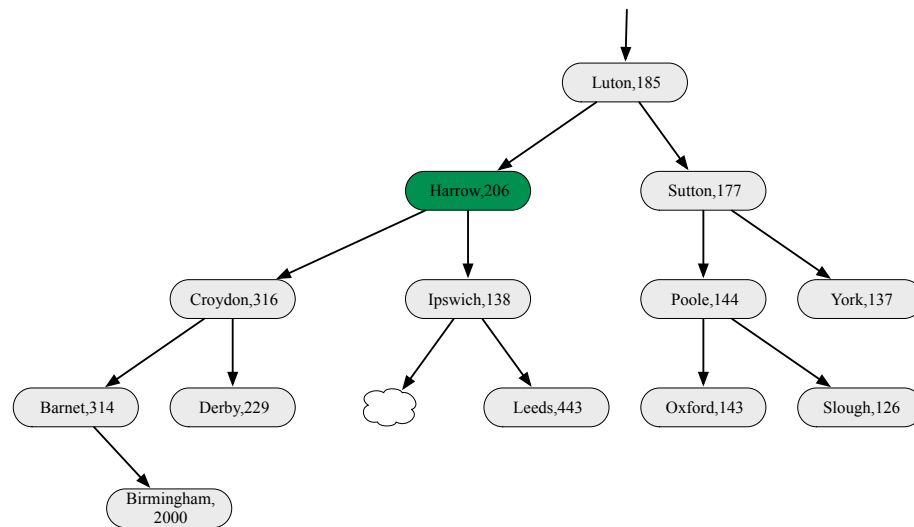 Luton,185
Harrow,206
Sutton,177
Croydon,316
Ipswich,138
Poole,144
York,137
Barnet,314
Derby,229
Leeds,443
Oxford,143
Slough,126
Birmingham,
2000